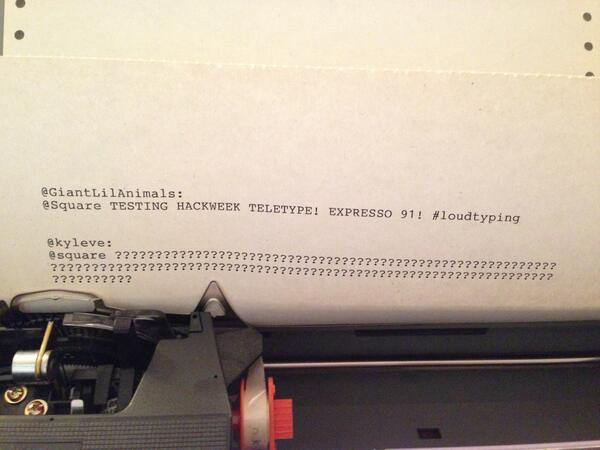 @GiantLilAnimals:
@Square TESTING HACKWEEK TELETYPE! EXPRESSO 91! #loudtyping
@kyleve:
@square ??????????????????????????????????????????????????????
??????????????????????????????????????????????????????????????
??????????